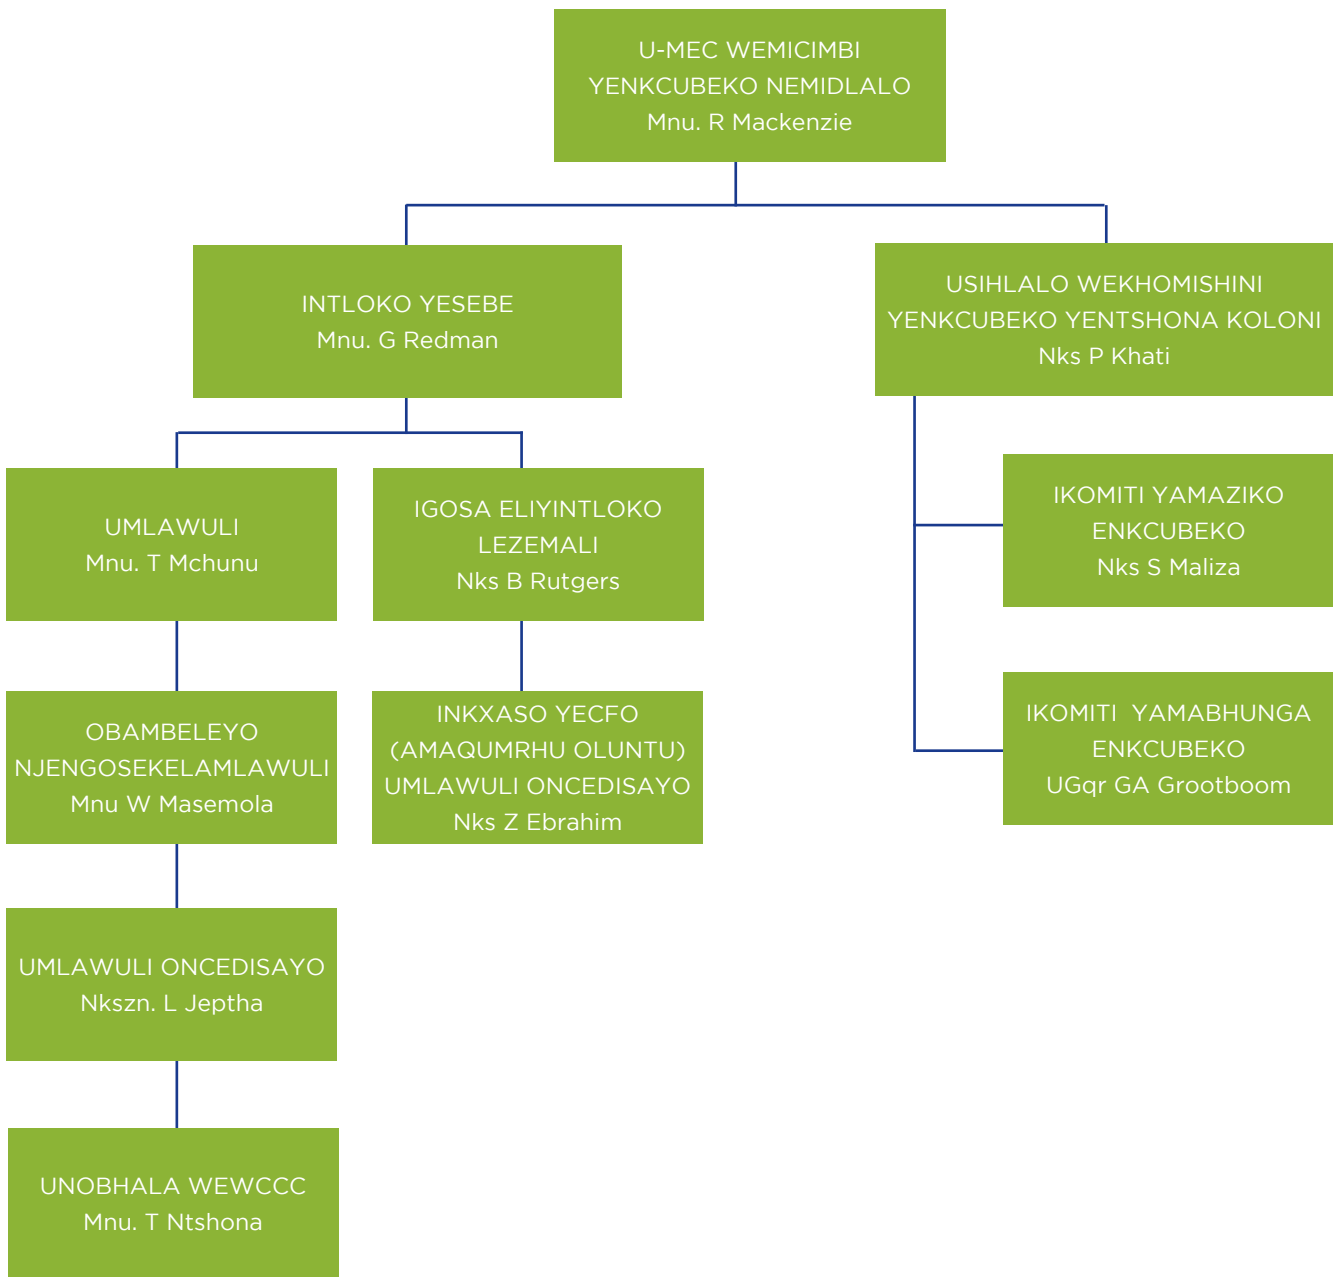 U-MEC WEMICIMBI
YENKCUBEKO NEMIDLALO
Mnu. R Mackenzie
INTLOKO YESEBE
Mnu. G Redman
USIHLALO WEKHOMISHINI
YENKCUBEKO YENTSHONA KOLONI
Nks P Khati
UMLAWULI
Mnu. T Mchunu
IGOSA ELIYINTLOKO
LEZEMALI
Nks B Rutgers
IKOMITI YAMAZIKO
ENKCUBEKO
Nks S Maliza
OBAMBELEYO
NJENGOSEKELAMLAWULI
Mnu W Masemola
INKXASO YECFO
(AMAQUMRHU OLUNTU)
UMLAWULI ONCEDISAYO
Nks Z Ebrahim
IKOMITI  YAMABHUNGA
ENKCUBEKO
UGqr GA Grootboom
UMLAWULI ONCEDISAYO
Nkszn. L Jeptha
UNOBHALA WEWCCC
Mnu. T Ntshona